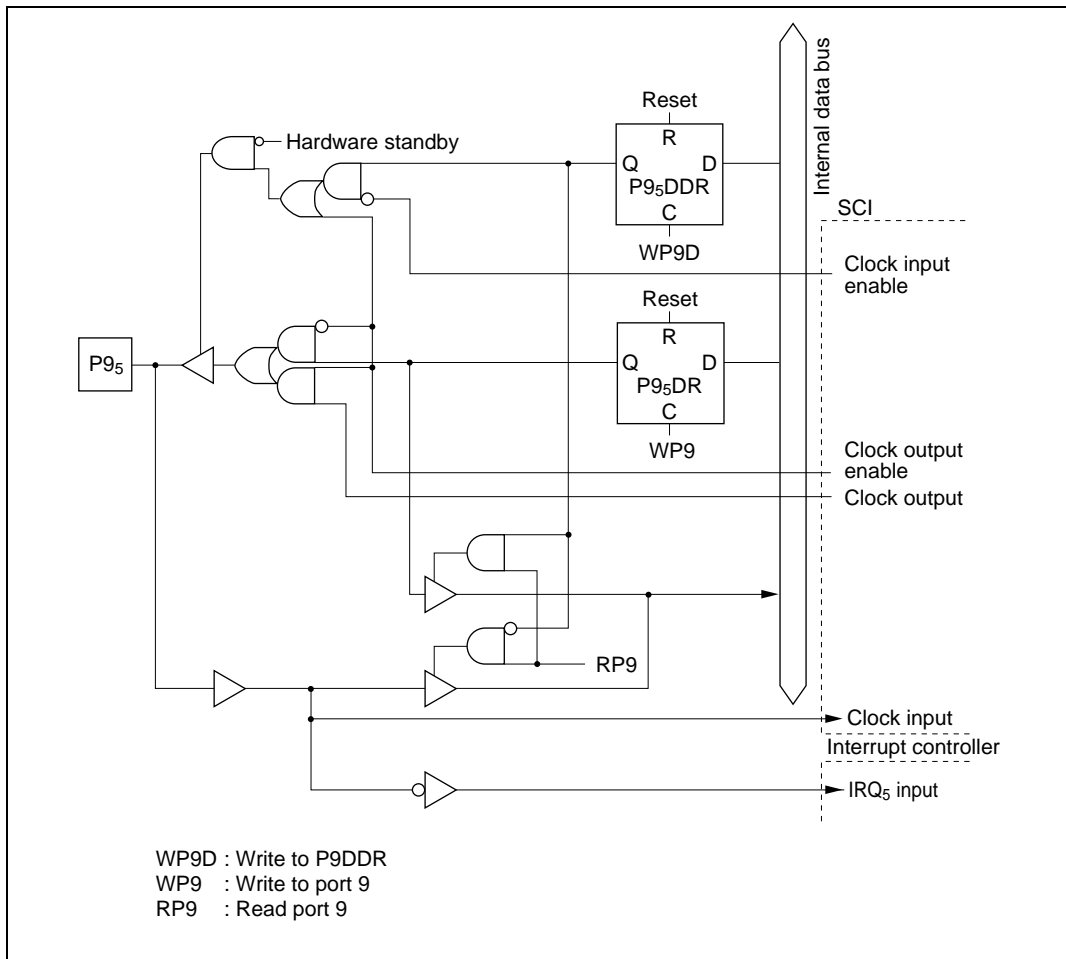 Reset
Hardware standby
R
Q D
P9₅DDR
C
WP9D
Internal data bus
SCI
Clock input
enable
Reset
R
P9₅
Q D
P9₅DR
C
WP9
Clock output
enable
Clock output
RP9
Clock input
Interrupt controller
IRQ₅ input
WP9D : Write to P9DDR
WP9 : Write to port 9
RP9 : Read port 9